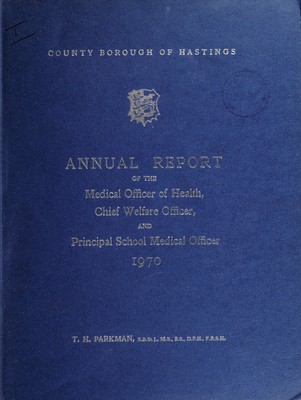 COUNTY BOROUGH OF HASTINGS
ANNUAL REPORT
OF THE
Medical Officer of Health,
Chief Welfare Officer,
AND
Principal School Medical Officer
1970
T. H. PARKMAN, S.B.St.J., M.B., B.S., D.P.H., F.R.S.H.